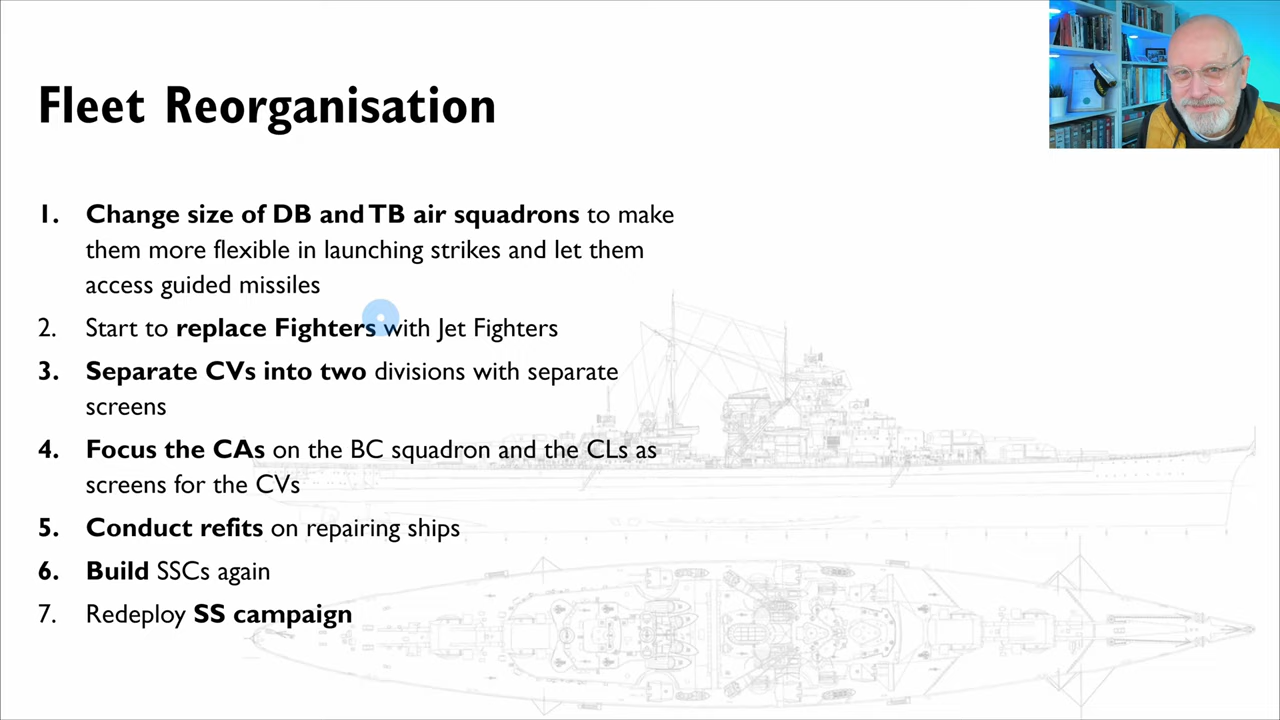 Fleet Reorganisation
1. Change size of DB and TB air squadrons to make
them more flexible in launching strikes and let them
access guided missiles
2. Start to replace Fighters with Jet Fighters
3. Separate CVs into two divisions with separate
screens
4. Focus the CAs on the BC squadron and the CLs as
screens for the CVs
5. Conduct refits on repairing ships
6. Build SSCs again
7. Redeploy SS campaign